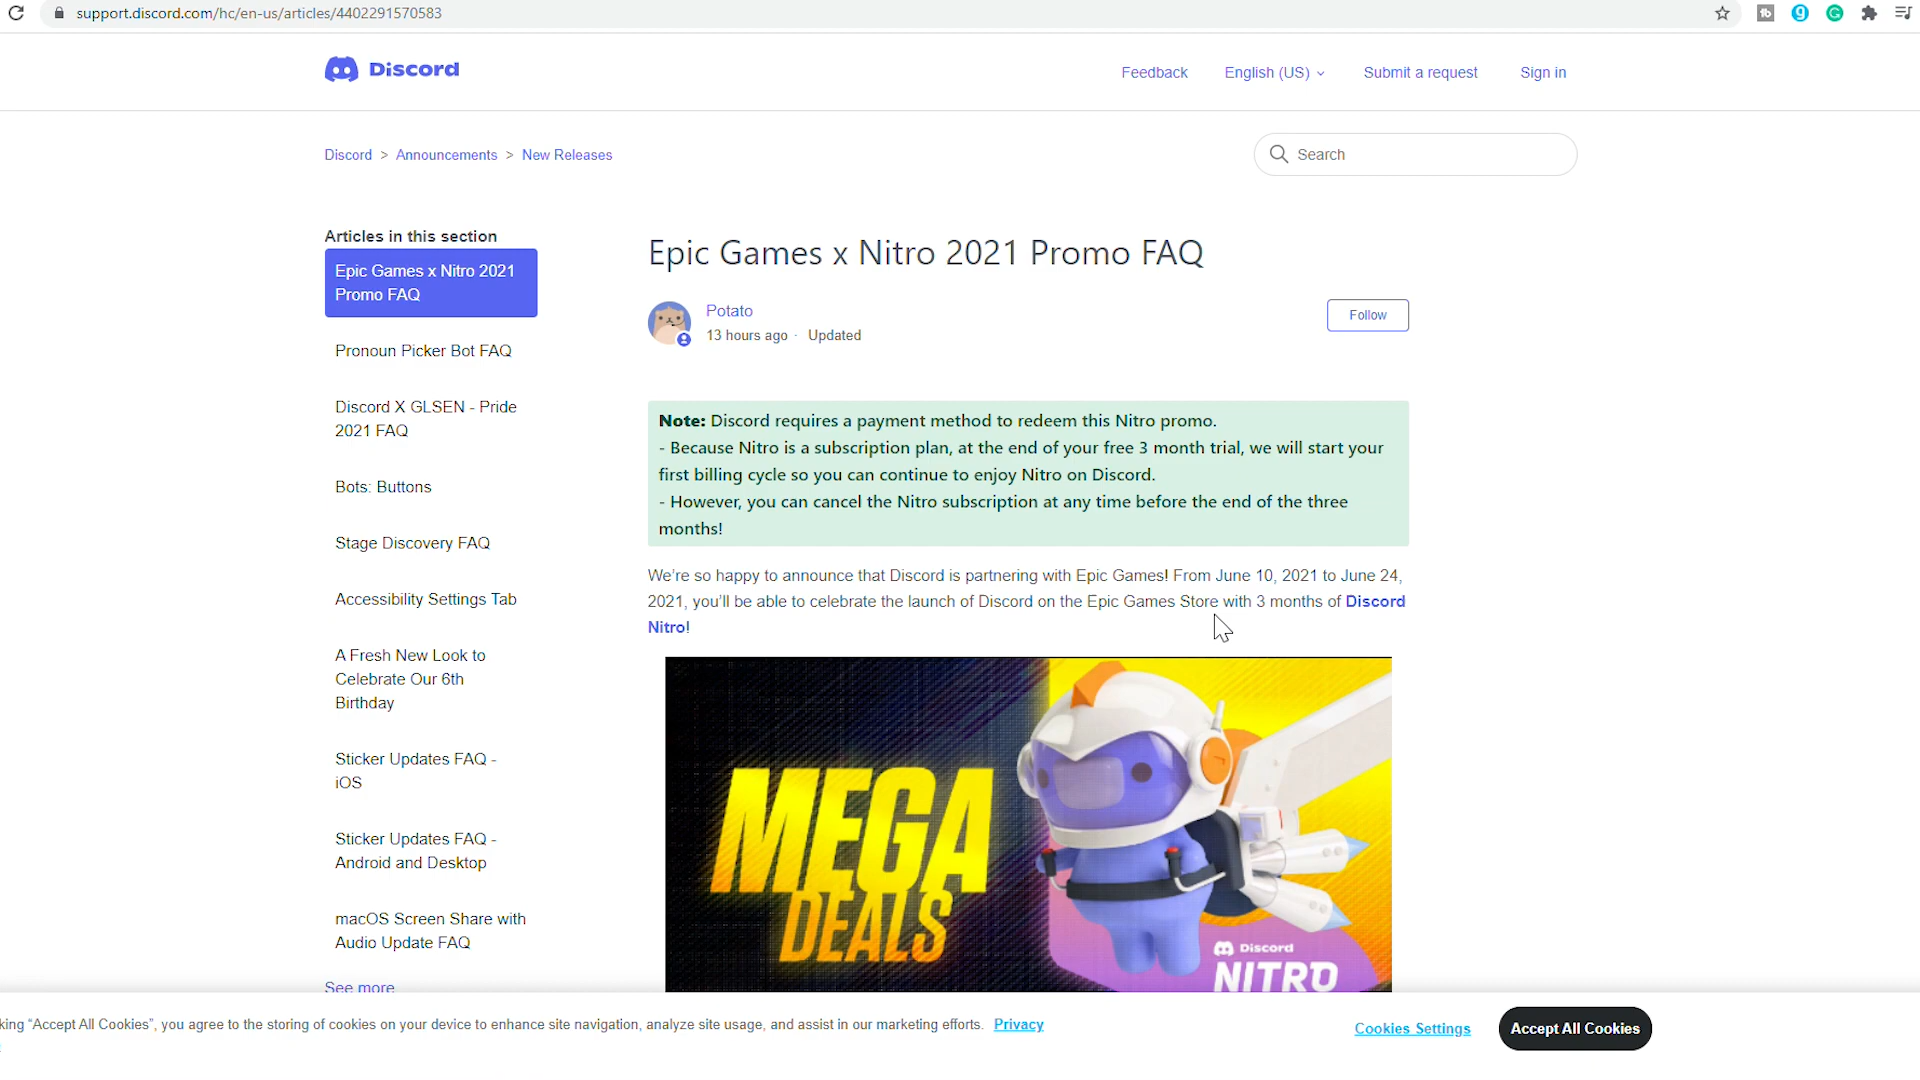 support.discord.com/hc/en-us/articles/4402291570583
Discord
Feedback
English (US)
Submit a request
Sign in
Discord > Announcements > New Releases
Search
Articles in this section
Epic Games x Nitro 2021
Promo FAQ
Pronoun Picker Bot FAQ
Discord X GLSEN - Pride
2021 FAQ
Bots: Buttons
Stage Discovery FAQ
Accessibility Settings Tab
A Fresh New Look to
Celebrate Our 6th
Birthday
Sticker Updates FAQ -
iOS
Sticker Updates FAQ -
Android and Desktop
macOS Screen Share with
Audio Update FAQ
See more
Epic Games x Nitro 2021 Promo FAQ
Potato
13 hours ago · Updated
Follow
Note: Discord requires a payment method to redeem this Nitro promo.
- Because Nitro is a subscription plan, at the end of your free 3 month trial, we will start your
first billing cycle so you can continue to enjoy Nitro on Discord.
- However, you can cancel the Nitro subscription at any time before the end of the three
months!
We're so happy to announce that Discord is partnering with Epic Games! From June 10, 2021 to June 24,
2021, you'll be able to celebrate the launch of Discord on the Epic Games Store with 3 months of Discord
Nitro!
MEGA
DEALS
Discord
NITRO
king "Accept All Cookies", you agree to the storing of cookies on your device to enhance site navigation, analyze site usage, and assist in our marketing efforts. Privacy
Cookies Settings
Accept All Cookies